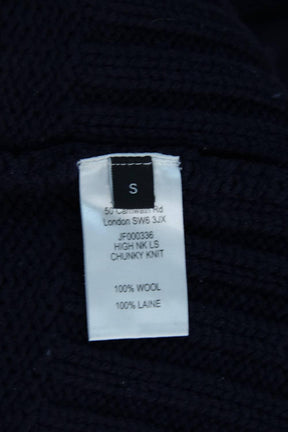 S
50 Carnwath Rd
London SW6 3JX
JF000336
HIGH NK LS
CHUNKY KNIT
100% WOOL
100% LAINE